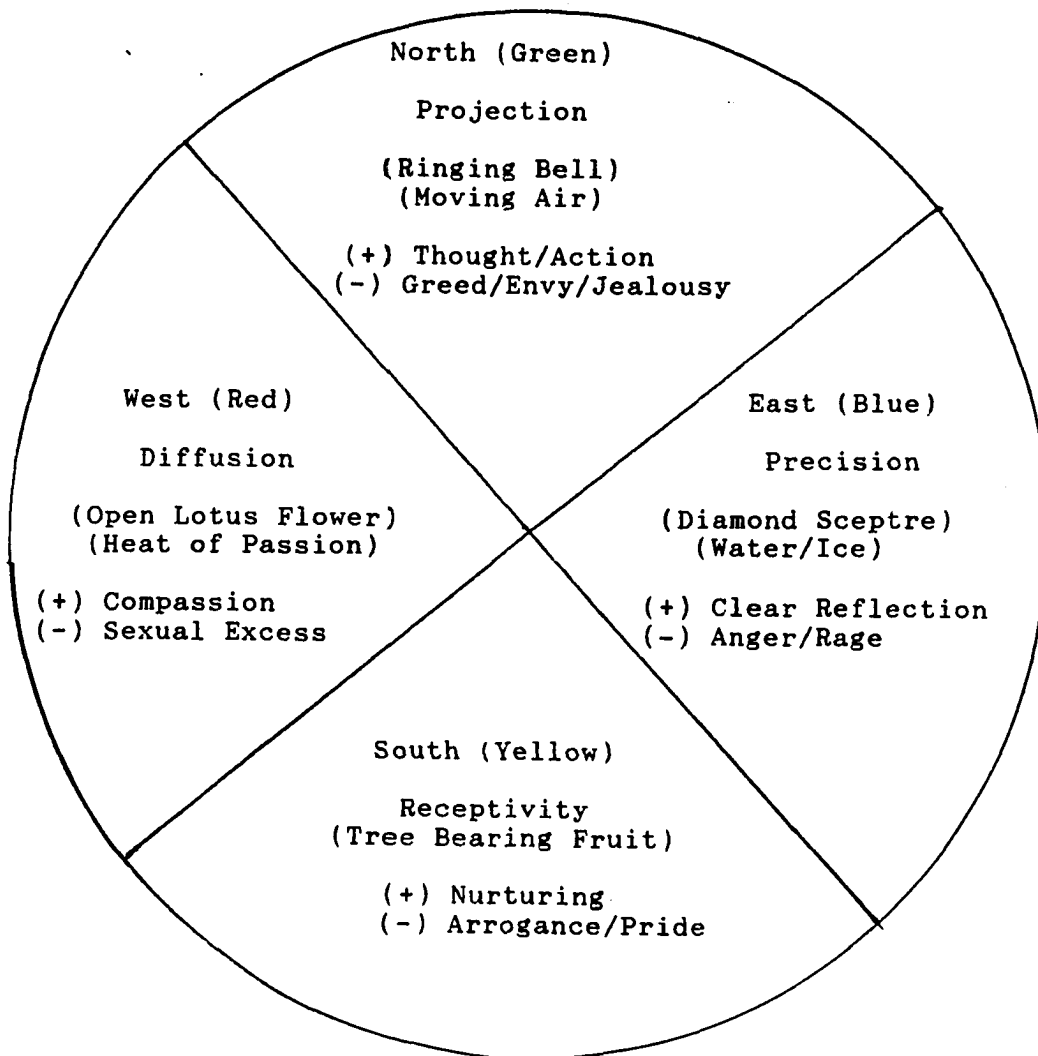 North (Green)
Projection
(Ringing Bell)
(Moving Air)
(+) Thought/Action
(-) Greed/Envy/Jealousy
West (Red)
Diffusion
(Open Lotus Flower)
(Heat of Passion)
(+) Compassion
(-) Sexual Excess
East (Blue)
Precision
(Diamond Sceptre)
(Water/Ice)
(+) Clear Reflection
(-) Anger/Rage
South (Yellow)
Receptivity
(Tree Bearing Fruit)
(+) Nurturing
(-) Arrogance/Pride